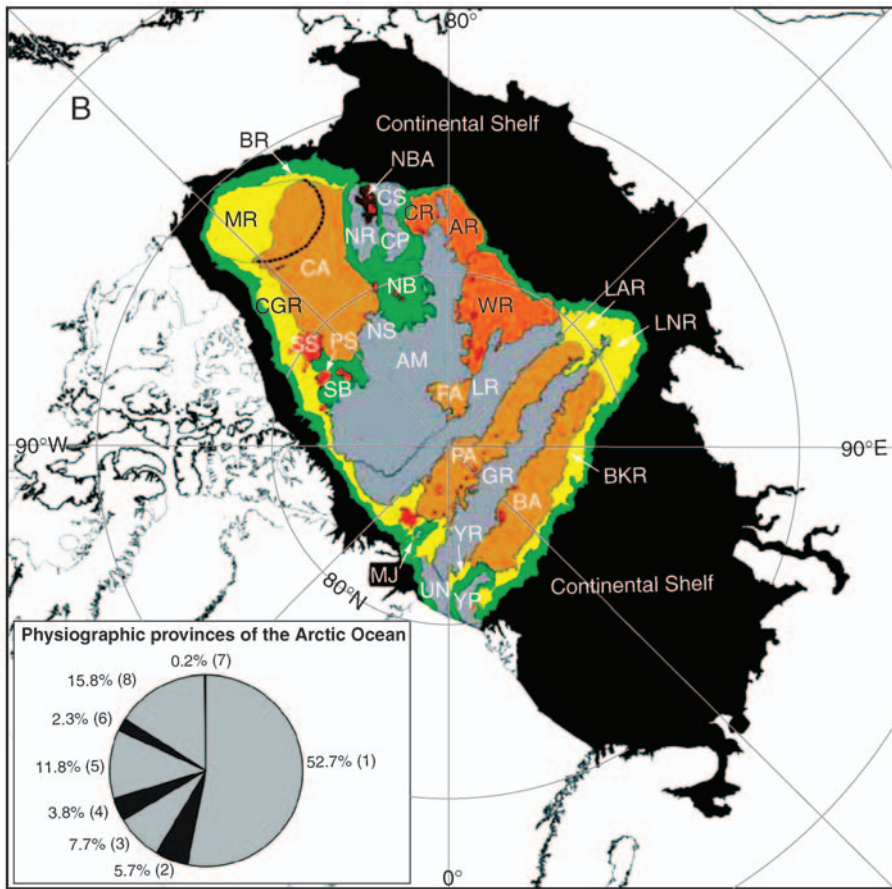 80°
B
Continental Shelf
BR
NBA
CS
MR
CR
AR
NR
CP
CA
NB
LAR
CGR
WR
LNR
NS
SS
PS
AM
SB
LR
FA
90°W
90°E
PA
GR
BKR
BA
YR
MJ
UN
YP
Continental Shelf
80°N
Physiographic provinces of the Arctic Ocean
0.2% (7)
15.8% (8)
2.3% (6)
52.7% (1)
11.8% (5)
3.8% (4)
7.7% (3)
5.7% (2)
0°